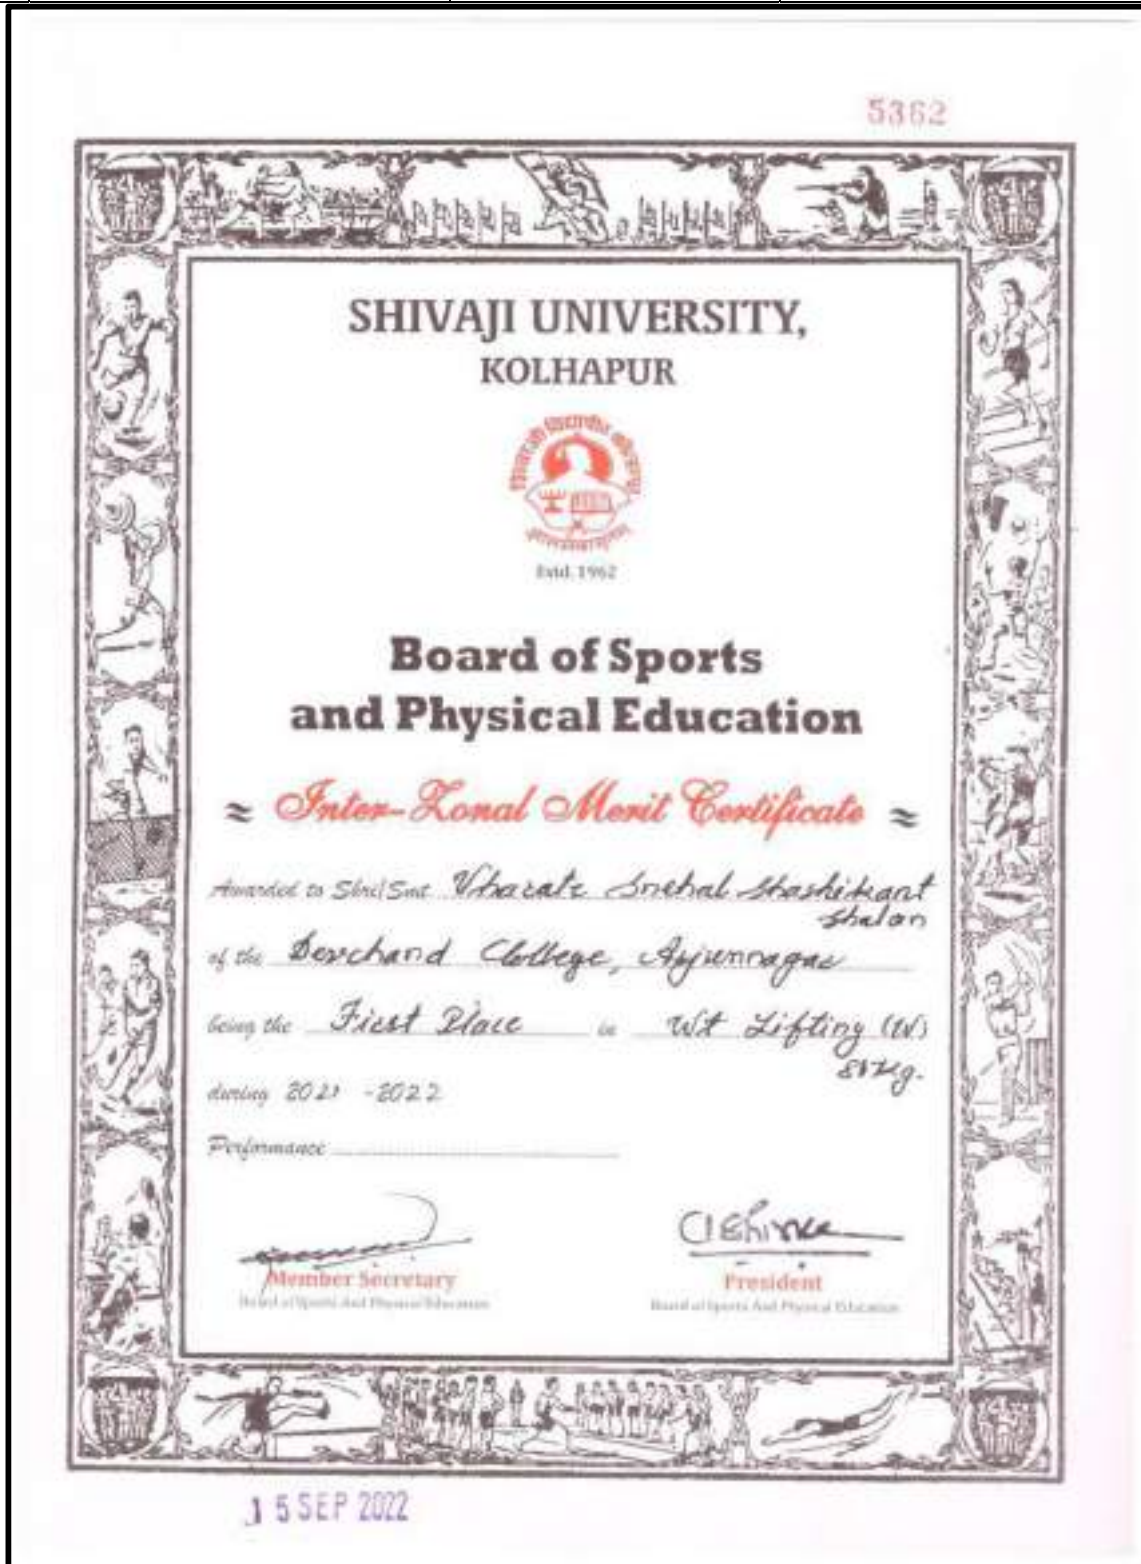 5362
SHIVAJI UNIVERSITY,
KOLHAPUR
शिवाजी विद्यापीठ कोल्हापूर
Estd. 1962
Board of Sports
and Physical Education
≈ Inter-Zonal Merit Certificate ≈
Awarded to Shri/Smt Vharate Snehal Shashikant
Shalan
of the Devchand College, Arjunnagar
being the First Place in Wt Lifting (W)
Kg.
during 2021 -2022
Performance
Member Secretary
Board of Sports And Physical Education
President
Board of Sports And Physical Education
15 SEP 2022